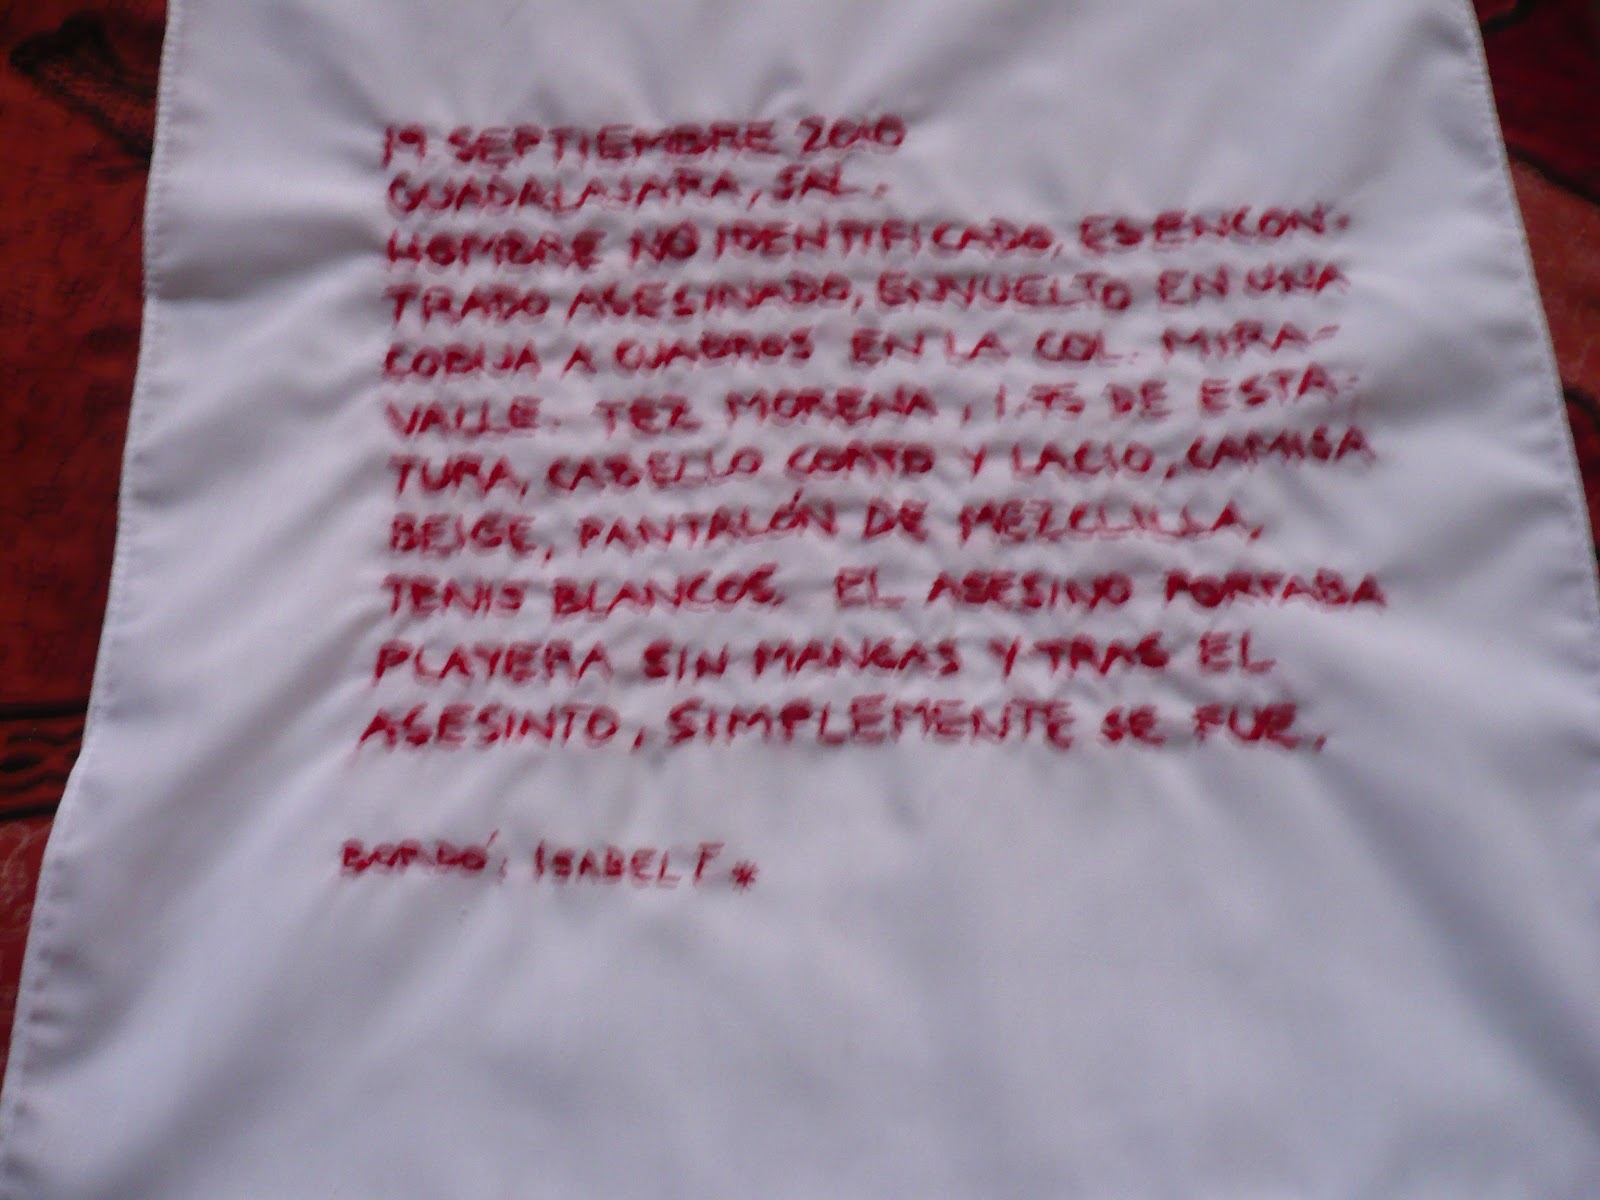 19 SEPTIEMBRE 2010
GUADALAJARA, JAL.
HOMBRE NO IDENTIFICADO, ES ENCON-
TRADO ASESINADO, ENVUELTO EN UNA
COBIJA A CUADROS EN LA COL. MIRA-
VALLE. TEZ MORENA, 1.75 DE ESTA-
TURA, CABELLO CORTO Y LACIO, CAMISA
BEIGE, PANTALÓN DE MEZCLILLA,
TENIS BLANCOS. EL ASESINO PORTABA
PLAYERA SIN MANGAS Y TRAS EL
ASESINTO, SIMPLEMENTE SE FUE.
BORDÓ: ISABEL F *